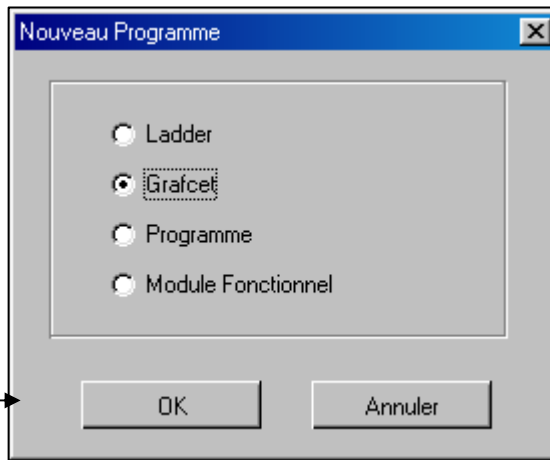 Nouveau Programme
Ladder
Grafcet
Programme
Module Fonctionnel
OK Annuler